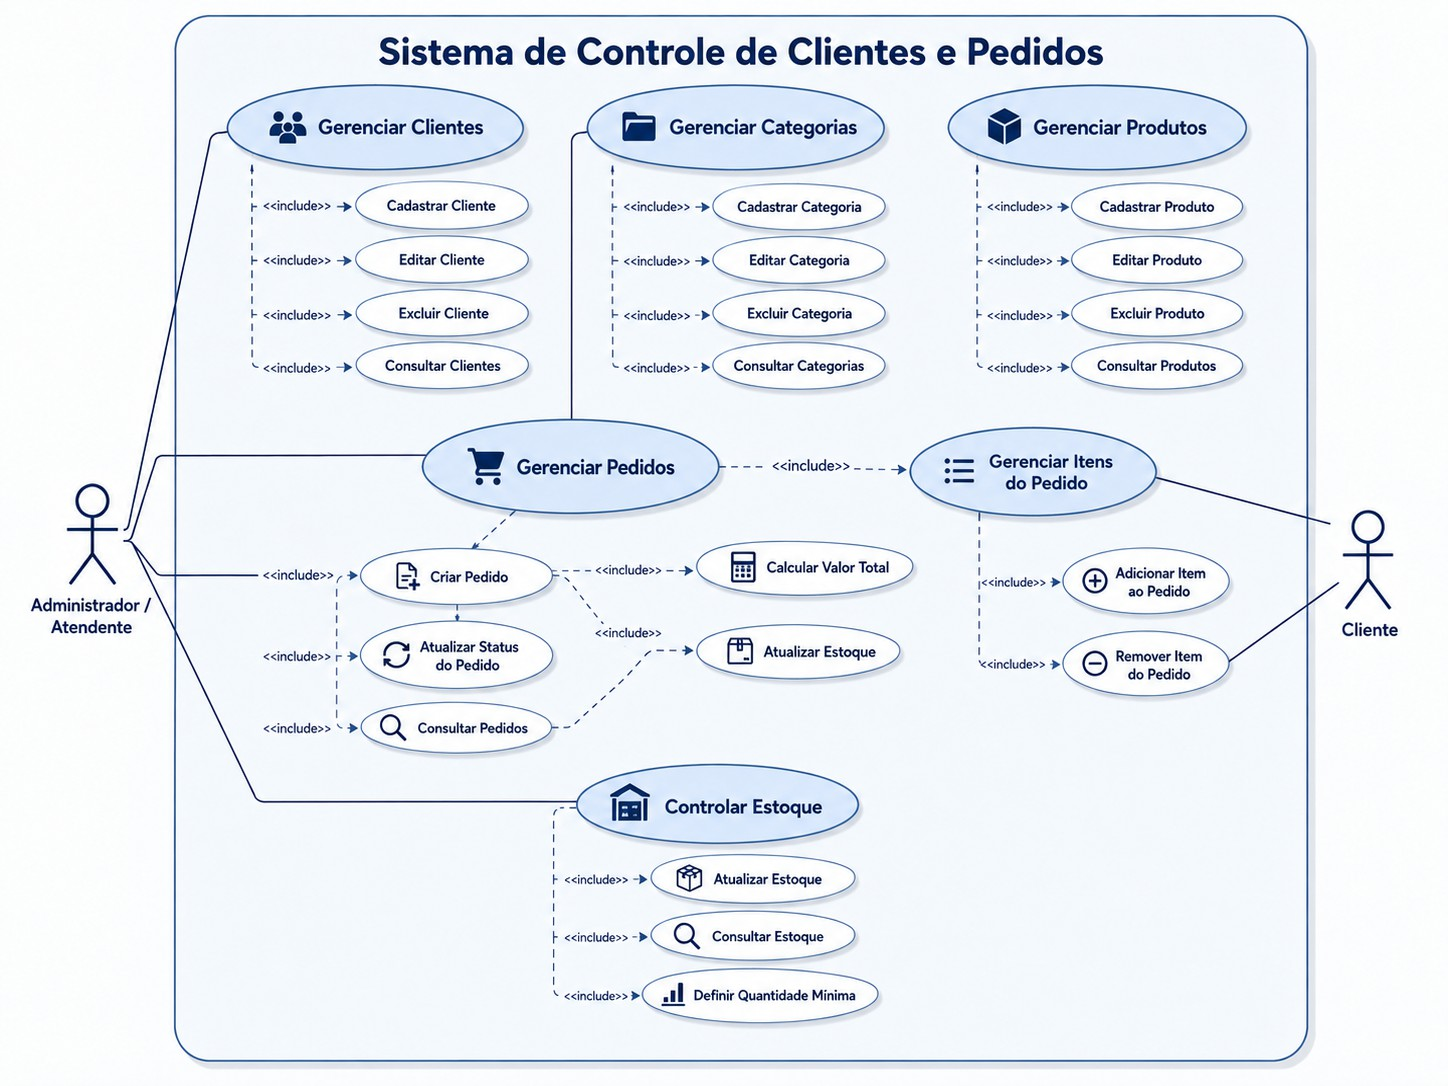 Sistema de Controle de Clientes e Pedidos
Gerenciar Clientes
Gerenciar Categorias
Gerenciar Produtos
<<include>>
Cadastrar Cliente
<<include>>
Cadastrar Categoria
<<include>>
Cadastrar Produto
<<include>>
Editar Cliente
<<include>>
Editar Categoria
<<include>>
Editar Produto
<<include>>
Excluir Cliente
<<include>>
Excluir Categoria
<<include>>
Excluir Produto
<<include>>
Consultar Clientes
<<include>>
Consultar Categorias
<<include>>
Consultar Produtos
Gerenciar Pedidos
<<include>>
Gerenciar Itens
do Pedido
<<include>>
Criar Pedido
<<include>>
Calcular Valor Total
<<include>>
Adicionar Item
ao Pedido
Administrador /
Atendente
Cliente
<<include>>
<<include>>
Atualizar Status
do Pedido
Atualizar Estoque
<<include>>
Remover Item
do Pedido
<<include>>
Consultar Pedidos
Controlar Estoque
<<include>>
Atualizar Estoque
<<include>>
Consultar Estoque
<<include>>
Definir Quantidade Mínima